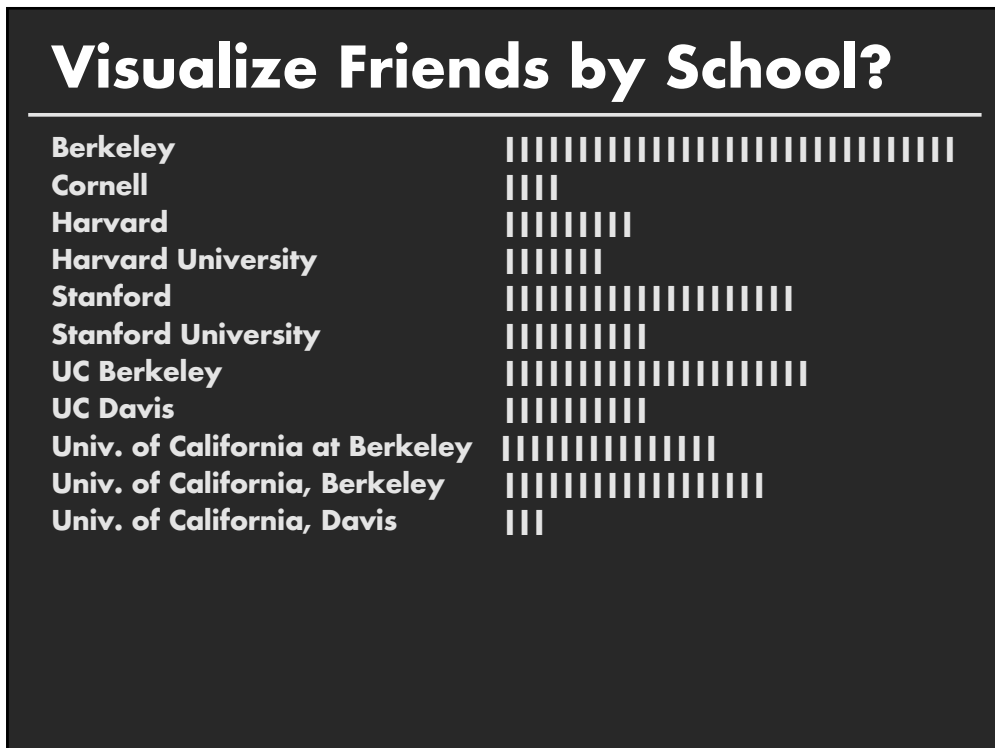 Visualize Friends by School?
Berkeley |||||||||||||||||||||||||||||||
Cornell ||||
Harvard |||||||||
Harvard University |||||||
Stanford ||||||||||||||||||||
Stanford University ||||||||||
UC Berkeley |||||||||||||||||||||
UC Davis ||||||||||
Univ. of California at Berkeley |||||||||||||||
Univ. of California, Berkeley ||||||||||||||||||
Univ. of California, Davis |||